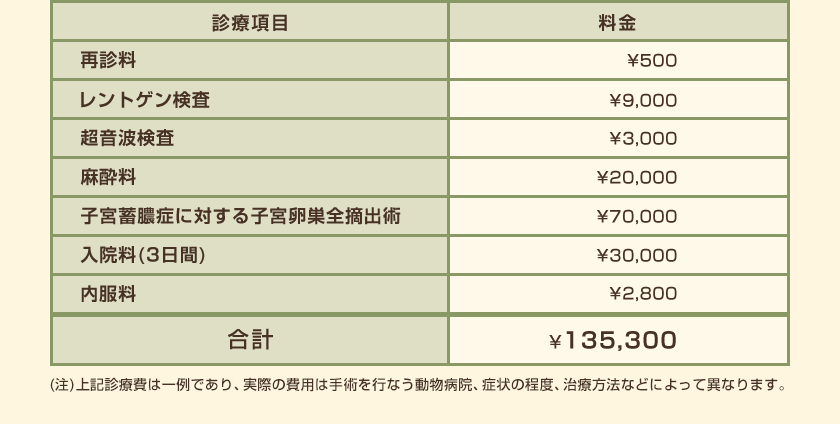 診療項目 料金
再診料 ¥500
レントゲン検査 ¥9,000
超音波検査 ¥3,000
麻酔料 ¥20,000
子宮蓄膿症に対する子宮卵巣全摘出術 ¥70,000
入院料(3日間) ¥30,000
内服料 ¥2,800
合計 ¥135,300
(注)上記診療費は一例であり、実際の費用は手術を行なう動物病院、症状の程度、治療方法などによって異なります。